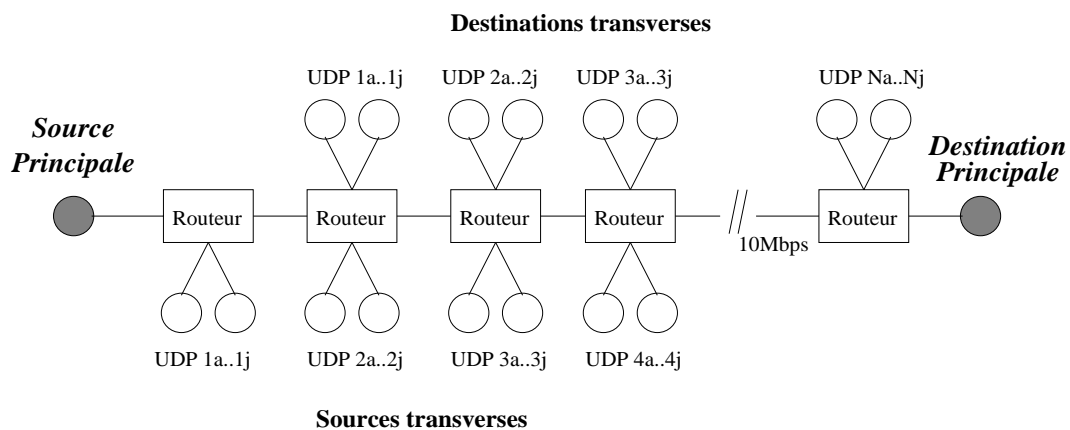 Destinations transverses
UDP 1a..1j
UDP 2a..2j
UDP 3a..3j
UDP Na..Nj
Source
Principale
Destination
Principale
Routeur
Routeur
Routeur
Routeur
Routeur
10Mbps
UDP 1a..1j
UDP 2a..2j
UDP 3a..3j
UDP 4a..4j
Sources transverses